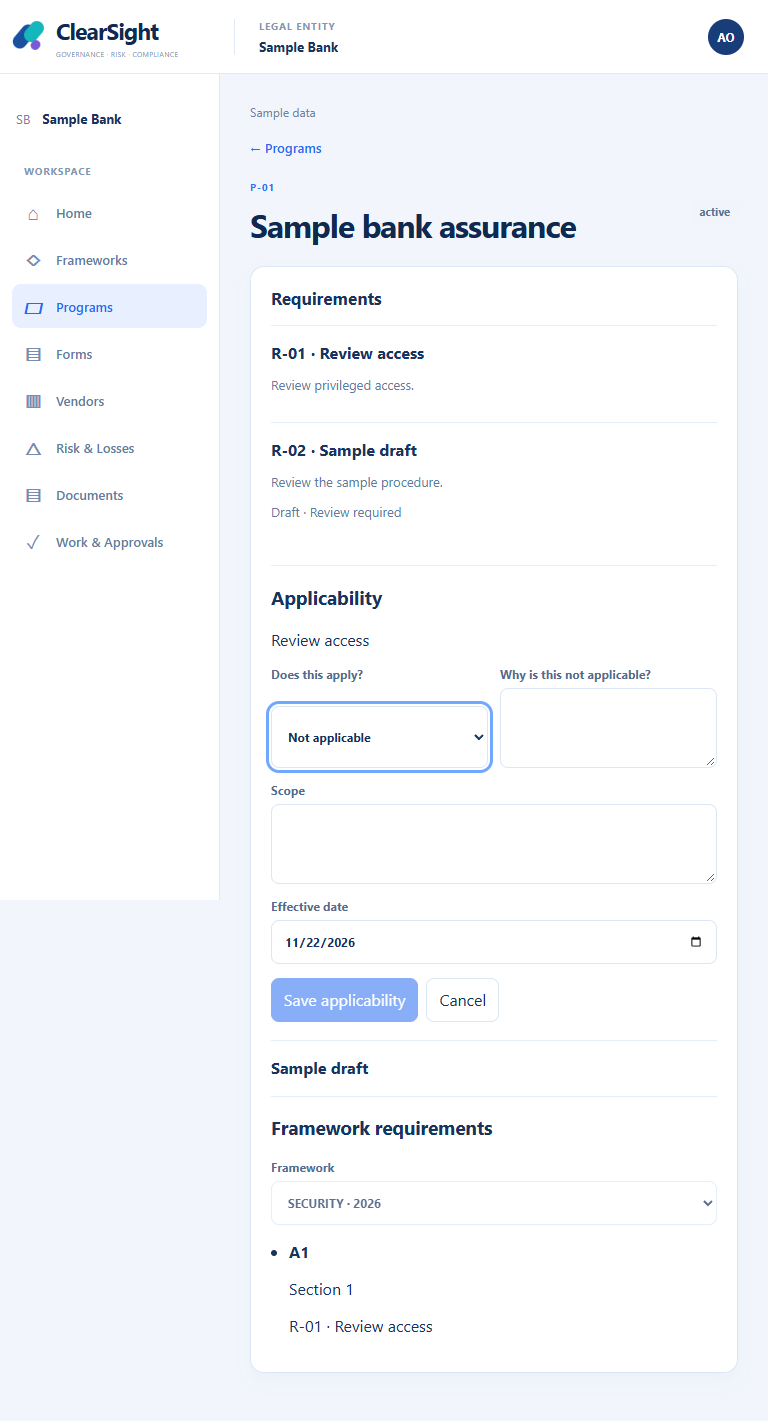 ClearSight
GOVERNANCE · RISK · COMPLIANCE
LEGAL ENTITY
Sample Bank
AO
SB Sample Bank
WORKSPACE
Home
Frameworks
Programs
Forms
Vendors
Risk & Losses
Documents
Work & Approvals
Sample data
← Programs
P-01
Sample bank assurance
active
Requirements
R-01 · Review access
Review privileged access.
R-02 · Sample draft
Review the sample procedure.
Draft · Review required
Applicability
Review access
Does this apply?
Not applicable
Why is this not applicable?
Scope
Effective date
11/22/2026
Save applicability
Cancel
Sample draft
Framework requirements
Framework
SECURITY · 2026
• A1
Section 1
R-01 · Review access